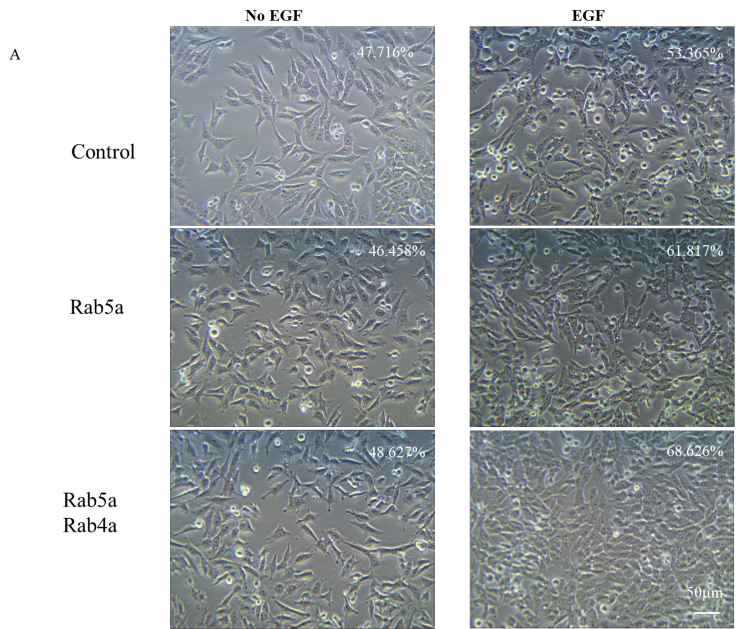 No EGF
EGF
A
47.716%
53.365%
Control
46.458%
61.817%
Rab5a
48.627%
68.626%
Rab5a
Rab4a
50μm